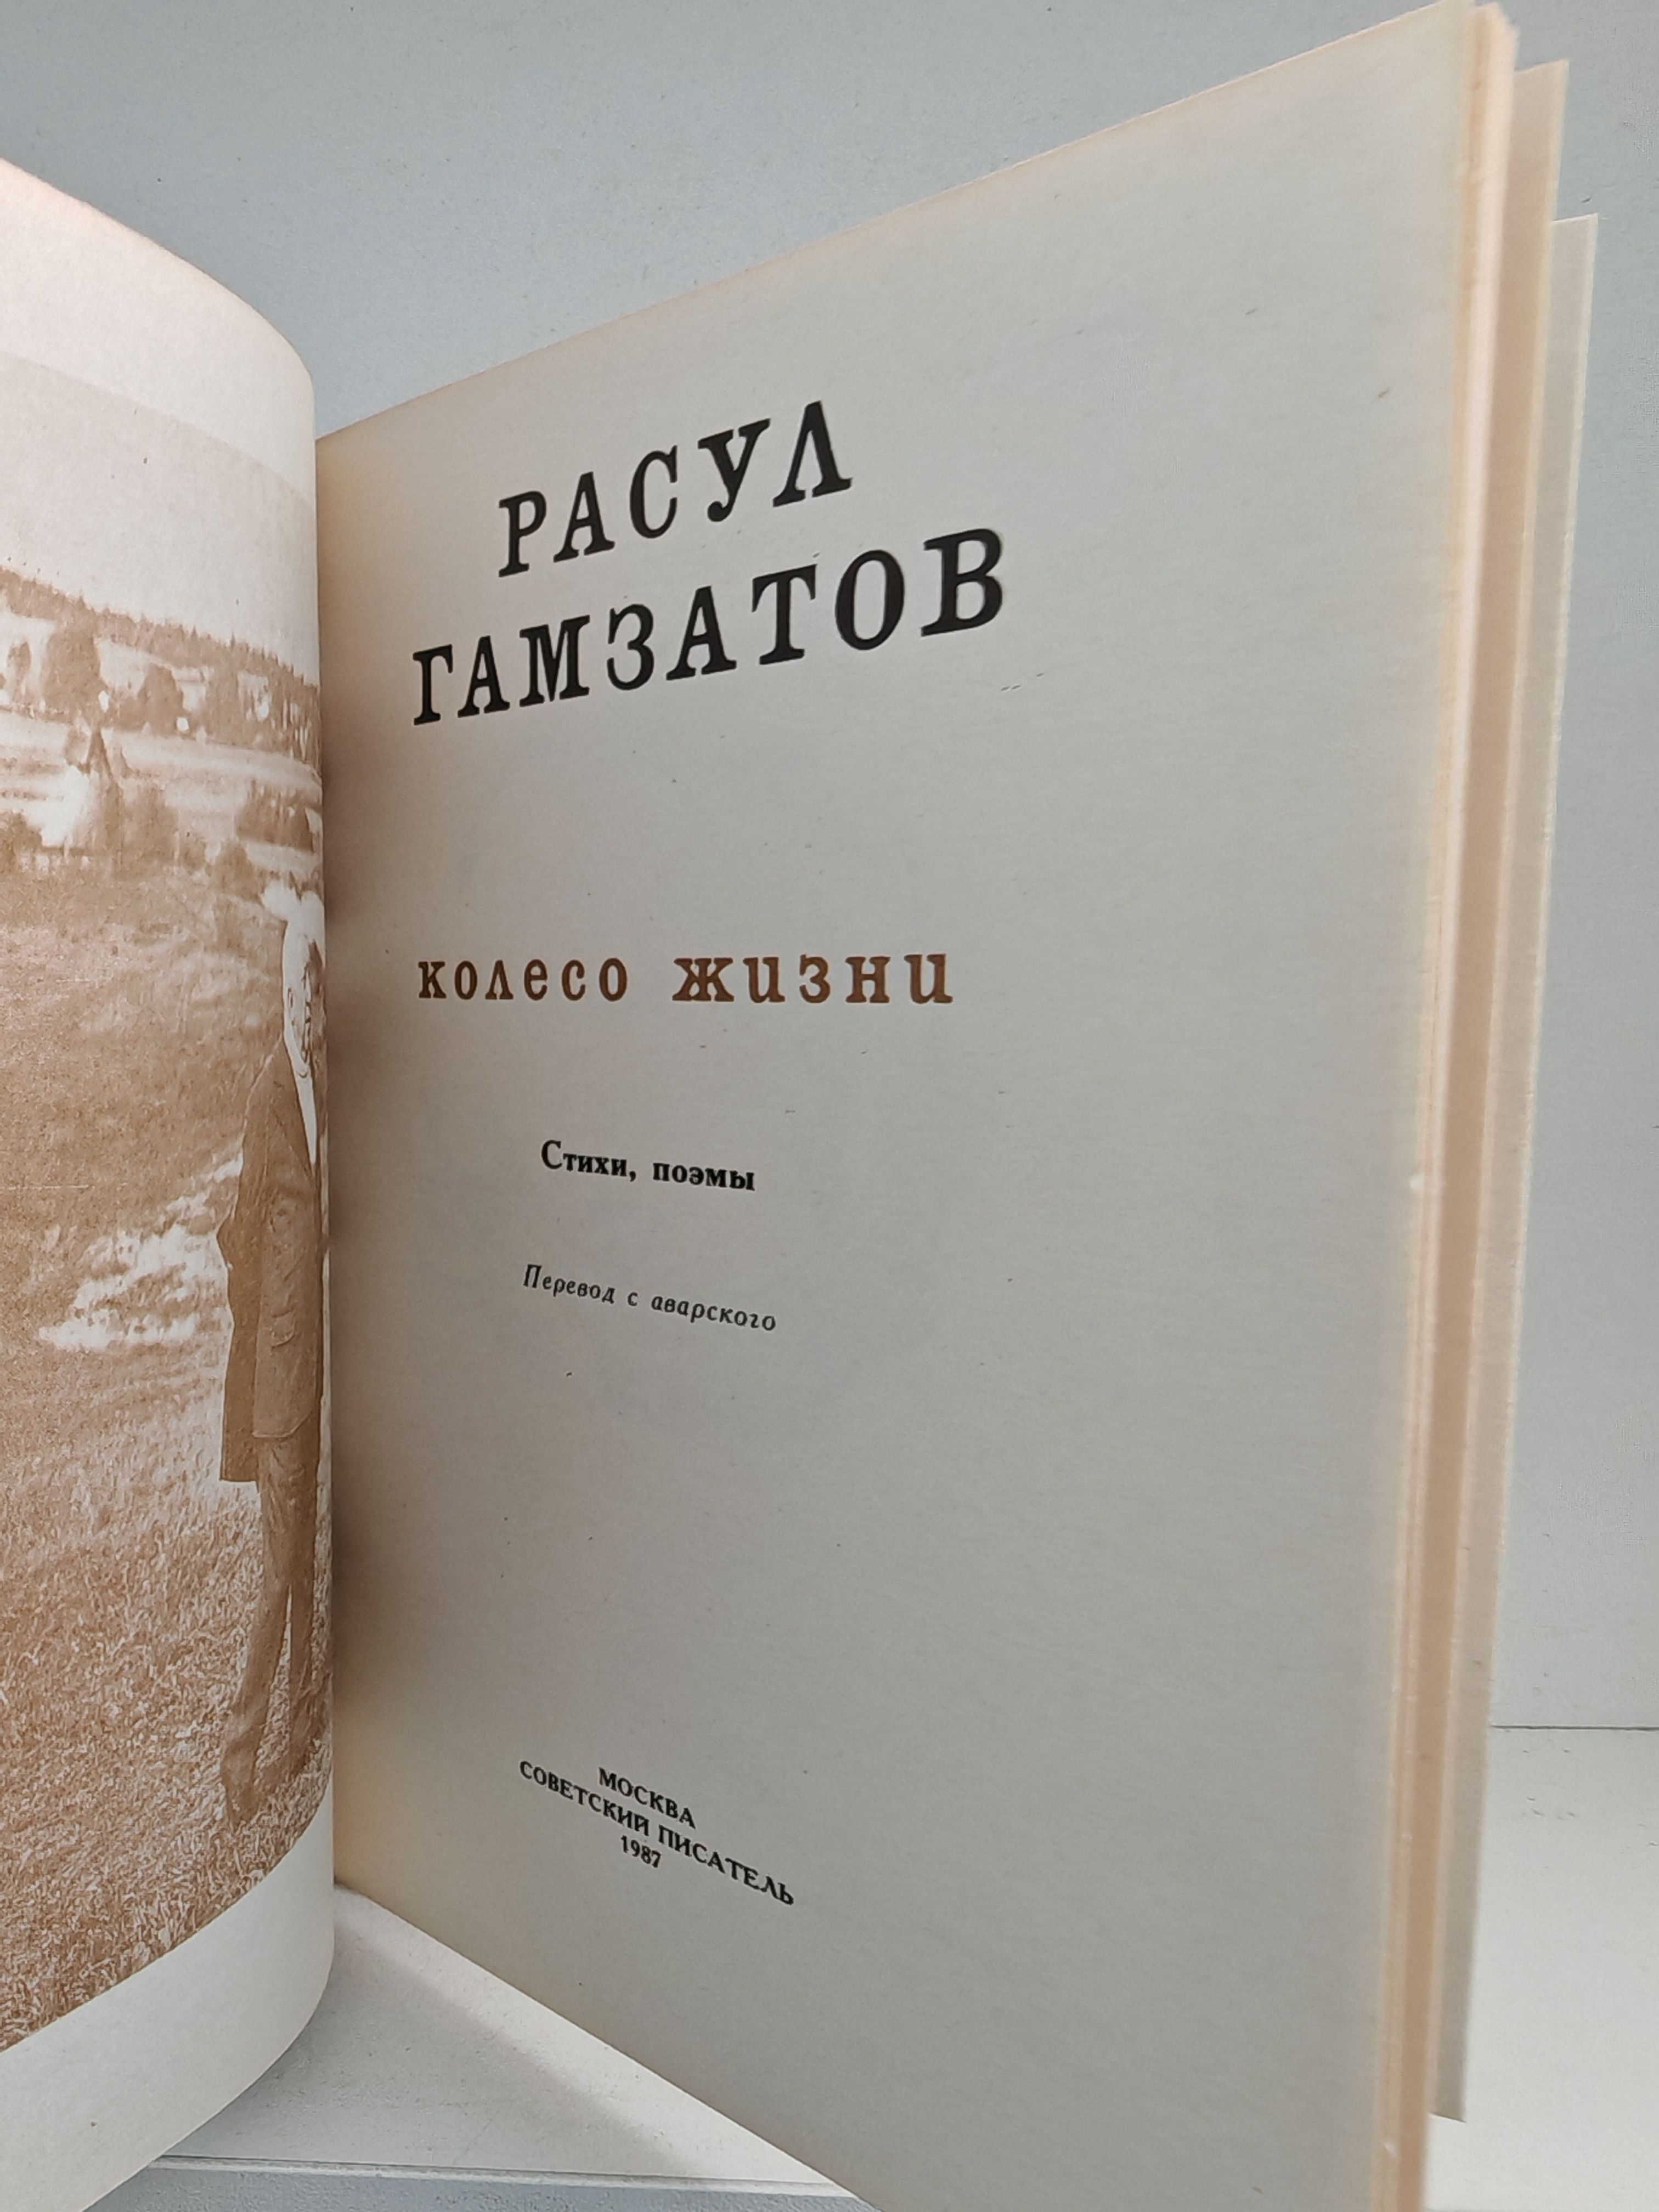 РАСУЛ
ГАМЗАТОВ
колесо жизни
Стихи, поэмы
Перевод с аварского
МОСКВА
СОВЕТСКИЙ ПИСАТЕЛЬ
1987